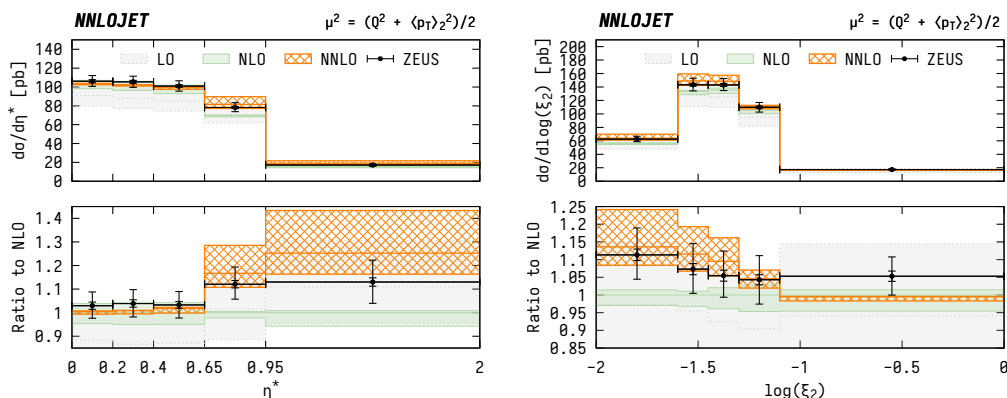 NNLOJET μ² = (Q² + ⟨p_T⟩₂²)/2
LO NLO NNLO ZEUS
dσ/dη* [pb]
140
120
100
80
60
40
20
0
Ratio to NLO
1.4
1.3
1.2
1.1
1
0.9
0 0.2 0.4 0.65 0.95 2
η*
NNLOJET μ² = (Q² + ⟨p_T⟩₂²)/2
LO NLO NNLO ZEUS
dσ/dlog(ξ₂) [pb]
200
180
160
140
120
100
80
60
40
20
0
Ratio to NLO
1.25
1.2
1.15
1.1
1.05
1
0.95
0.9
0.85
-2 -1.5 -1 -0.5 0
log(ξ₂)